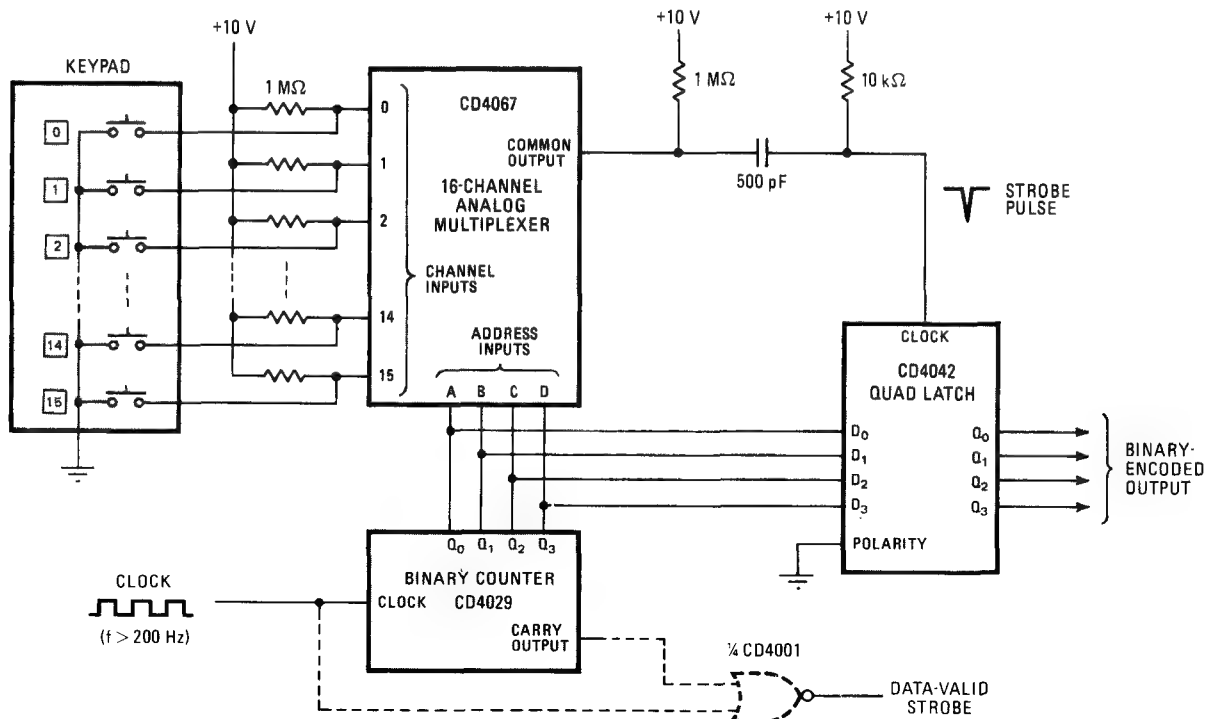 +10 V
+10 V
+10 V
KEYPAD
1 MΩ
1 MΩ
10 kΩ
CD4067
COMMON
OUTPUT
16-CHANNEL
ANALOG
MULTIPLEXER
CHANNEL
INPUTS
ADDRESS
INPUTS
0
1
2
14
15
0
1
2
14
15
A B C D
500 pF
STROBE
PULSE
CLOCK
CD4042
QUAD LATCH
D0
D1
D2
D3
Q0
Q1
Q2
Q3
POLARITY
BINARY-
ENCODED
OUTPUT
Q0 Q1 Q2 Q3
BINARY COUNTER
CD4029
CLOCK
CARRY
OUTPUT
CLOCK
(f > 200 Hz)
¼ CD4001
DATA-VALID
STROBE